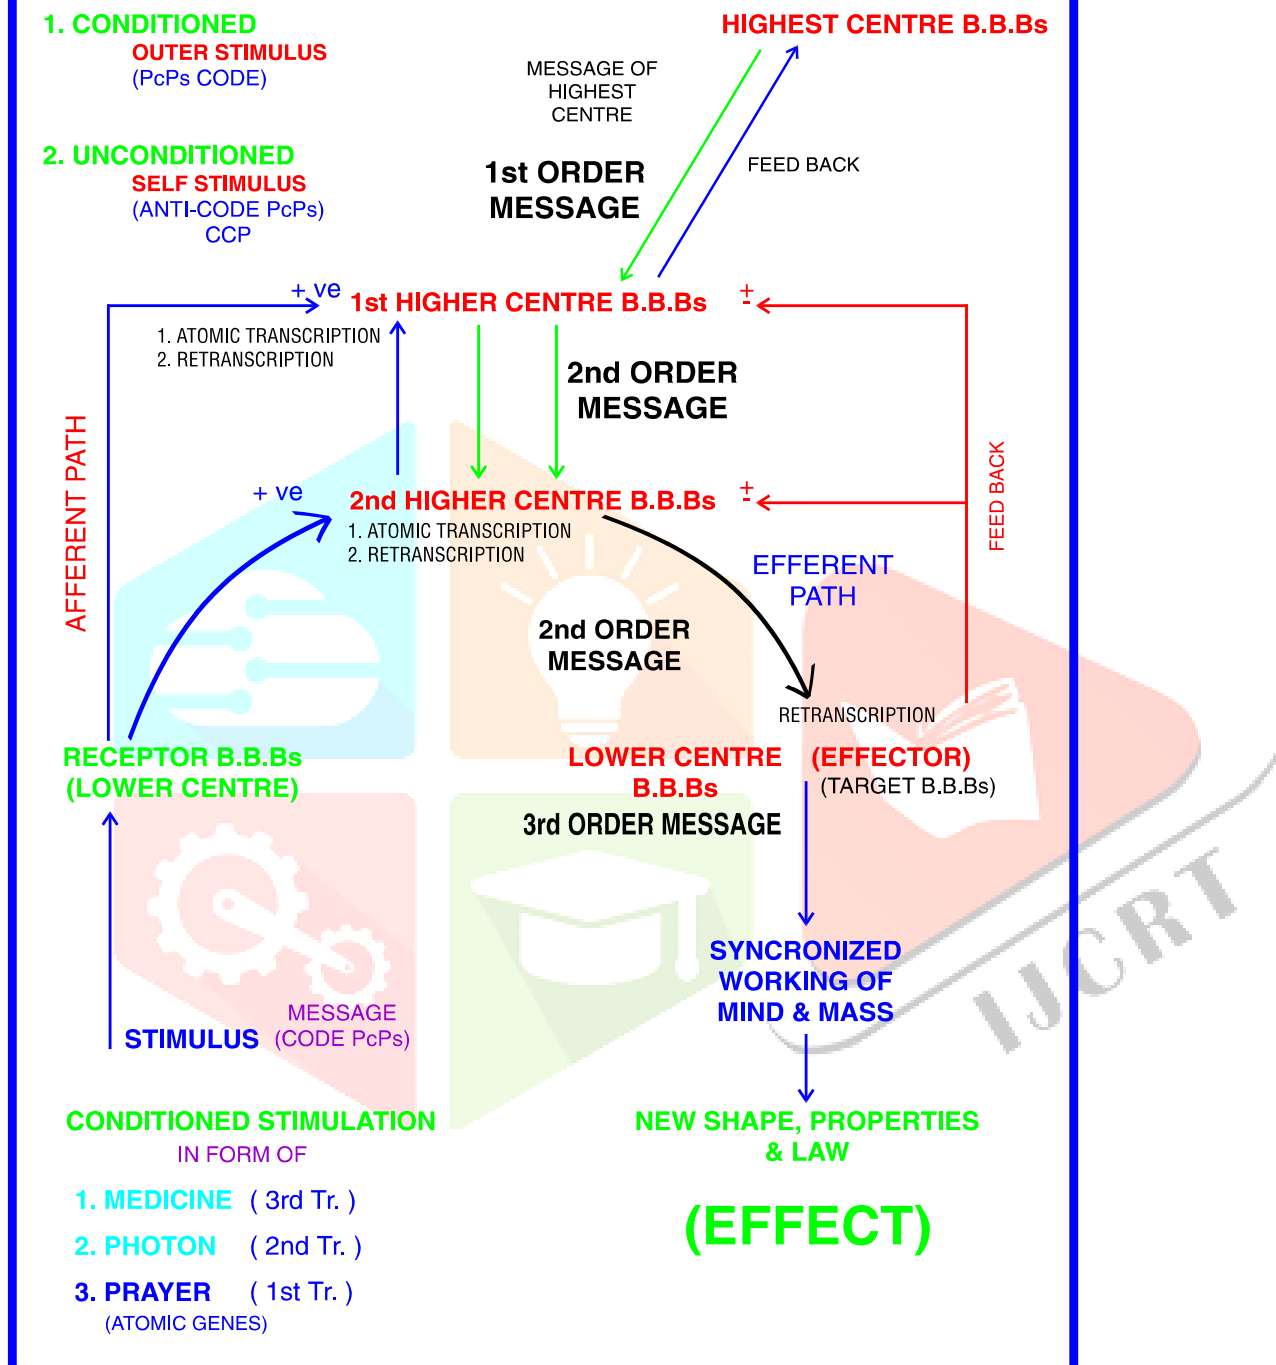 1. CONDITIONED
OUTER STIMULUS
(PcPs CODE)
HIGHEST CENTRE B.B.Bs
MESSAGE OF
HIGHEST
CENTRE
2. UNCONDITIONED
SELF STIMULUS
(ANTI-CODE PcPs)
CCP
1st ORDER
MESSAGE
FEED BACK
+ ve
1st HIGHER CENTRE B.B.Bs
+
-
1. ATOMIC TRANSCRIPTION
2. RETRANSCRIPTION
2nd ORDER
MESSAGE
AFFERENT PATH
+ ve
2nd HIGHER CENTRE B.B.Bs
+
-
1. ATOMIC TRANSCRIPTION
2. RETRANSCRIPTION
FEED BACK
EFFERENT
PATH
2nd ORDER
MESSAGE
RETRANSCRIPTION
RECEPTOR B.B.Bs
(LOWER CENTRE)
LOWER CENTRE
B.B.Bs
(EFFECTOR)
(TARGET B.B.Bs)
3rd ORDER MESSAGE
SYNCRONIZED
WORKING OF
MIND & MASS
IJCRT
STIMULUS
MESSAGE
(CODE PcPs)
CONDITIONED STIMULATION
IN FORM OF
1. MEDICINE ( 3rd Tr. )
2. PHOTON ( 2nd Tr. )
3. PRAYER ( 1st Tr. )
(ATOMIC GENES)
NEW SHAPE, PROPERTIES
& LAW
(EFFECT)